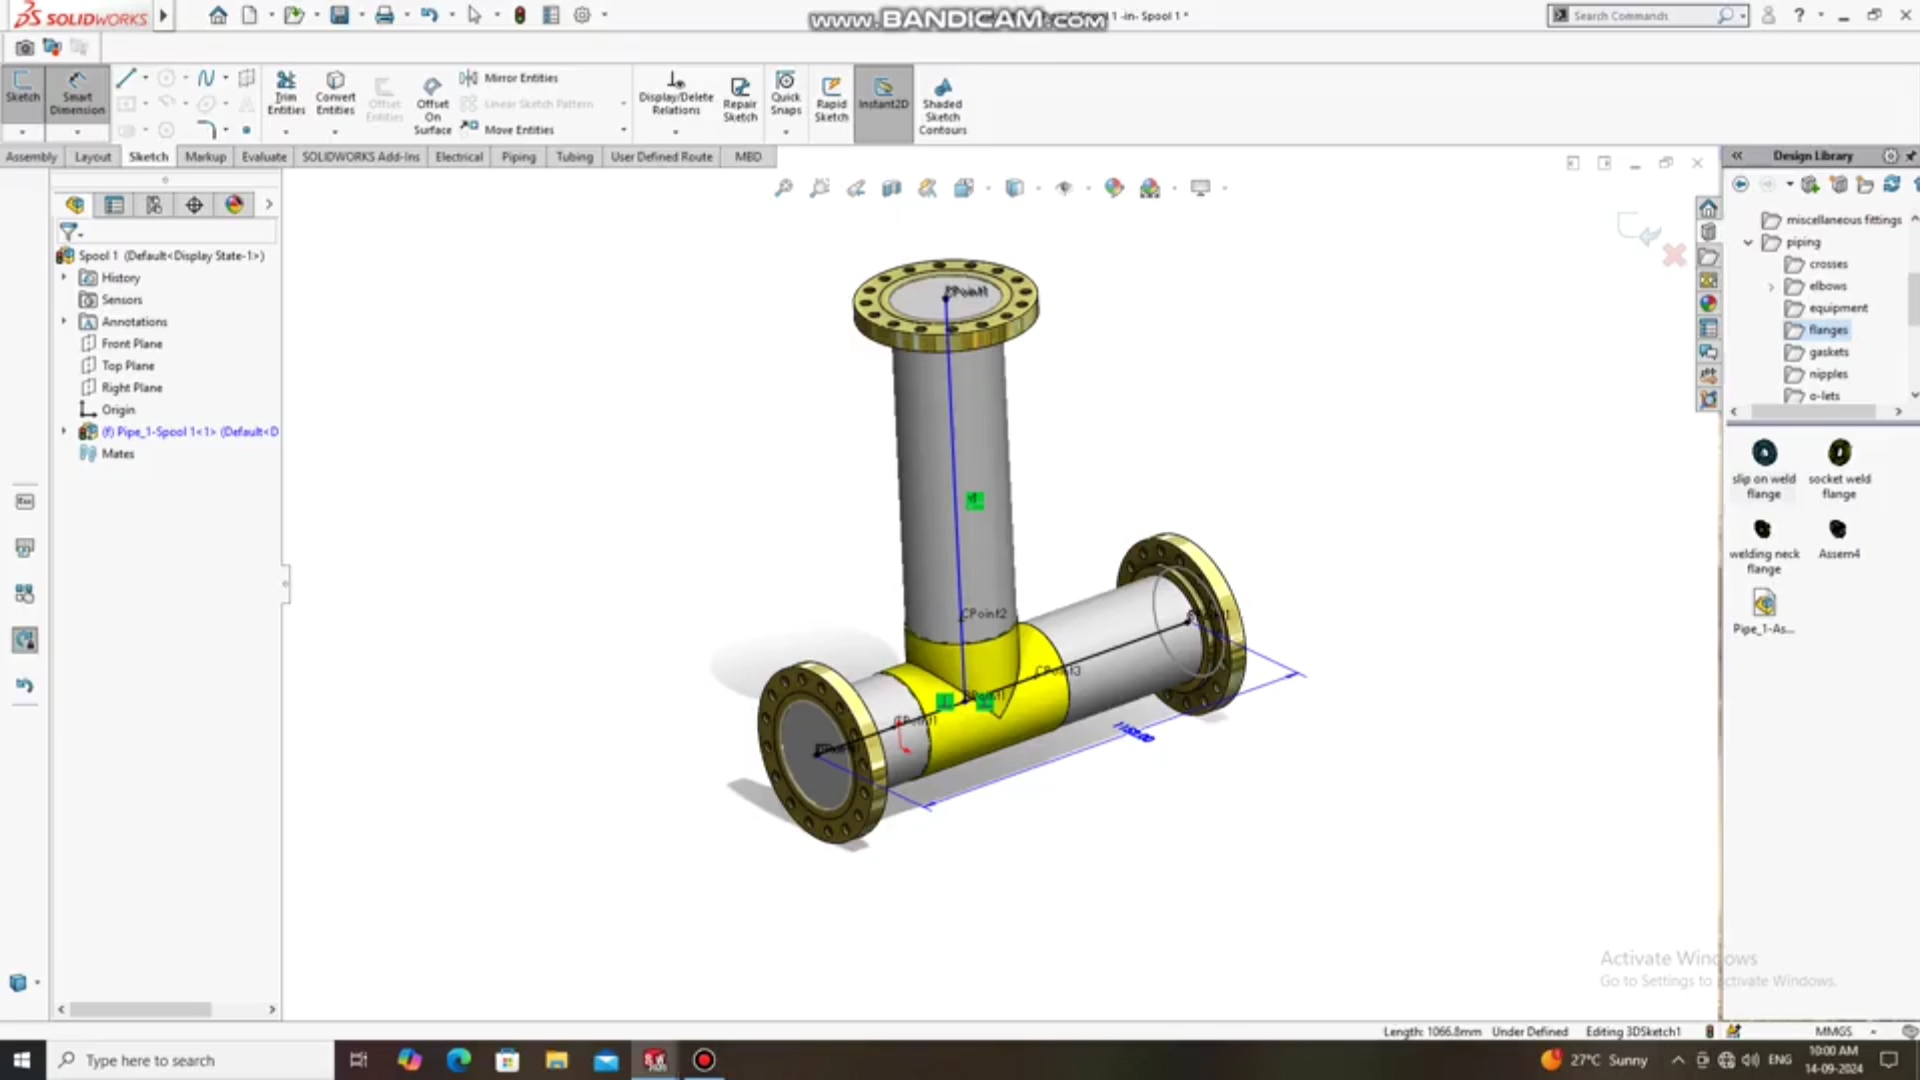 SOLIDWORKS
www.BANDICAM.com
1 -in- Spool 1 *
Search Commands
Sketch
Smart Dimension
Trim Entities
Convert Entities
Offset Entities
Offset On Surface
Mirror Entities
Linear Sketch Pattern
Move Entities
Display/Delete Relations
Repair Sketch
Quick Snaps
Rapid Sketch
Instant2D
Shaded Sketch Contours
Assembly
Layout
Sketch
Markup
Evaluate
SOLIDWORKS Add-Ins
Electrical
Piping
Tubing
User Defined Route
MBD
Design Library
Spool 1 (Default<Display State-1>)
History
Sensors
Annotations
Front Plane
Top Plane
Right Plane
Origin
(f) Pipe_1-Spool 1<1> (Default<D
Mates
CPoint2
CPoint3
miscellaneous fittings
piping
crosses
elbows
equipment
flanges
gaskets
nipples
o-lets
slip on weld flange
socket weld flange
welding neck flange
Assem4
Pipe_1-As...
Activate Windows
Go to Settings to activate Windows.
Length: 1066.8mm
Under Defined
Editing 3DSketch1
MMGS
Type here to search
27°C Sunny
ENG
10:00 AM
14-09-2024